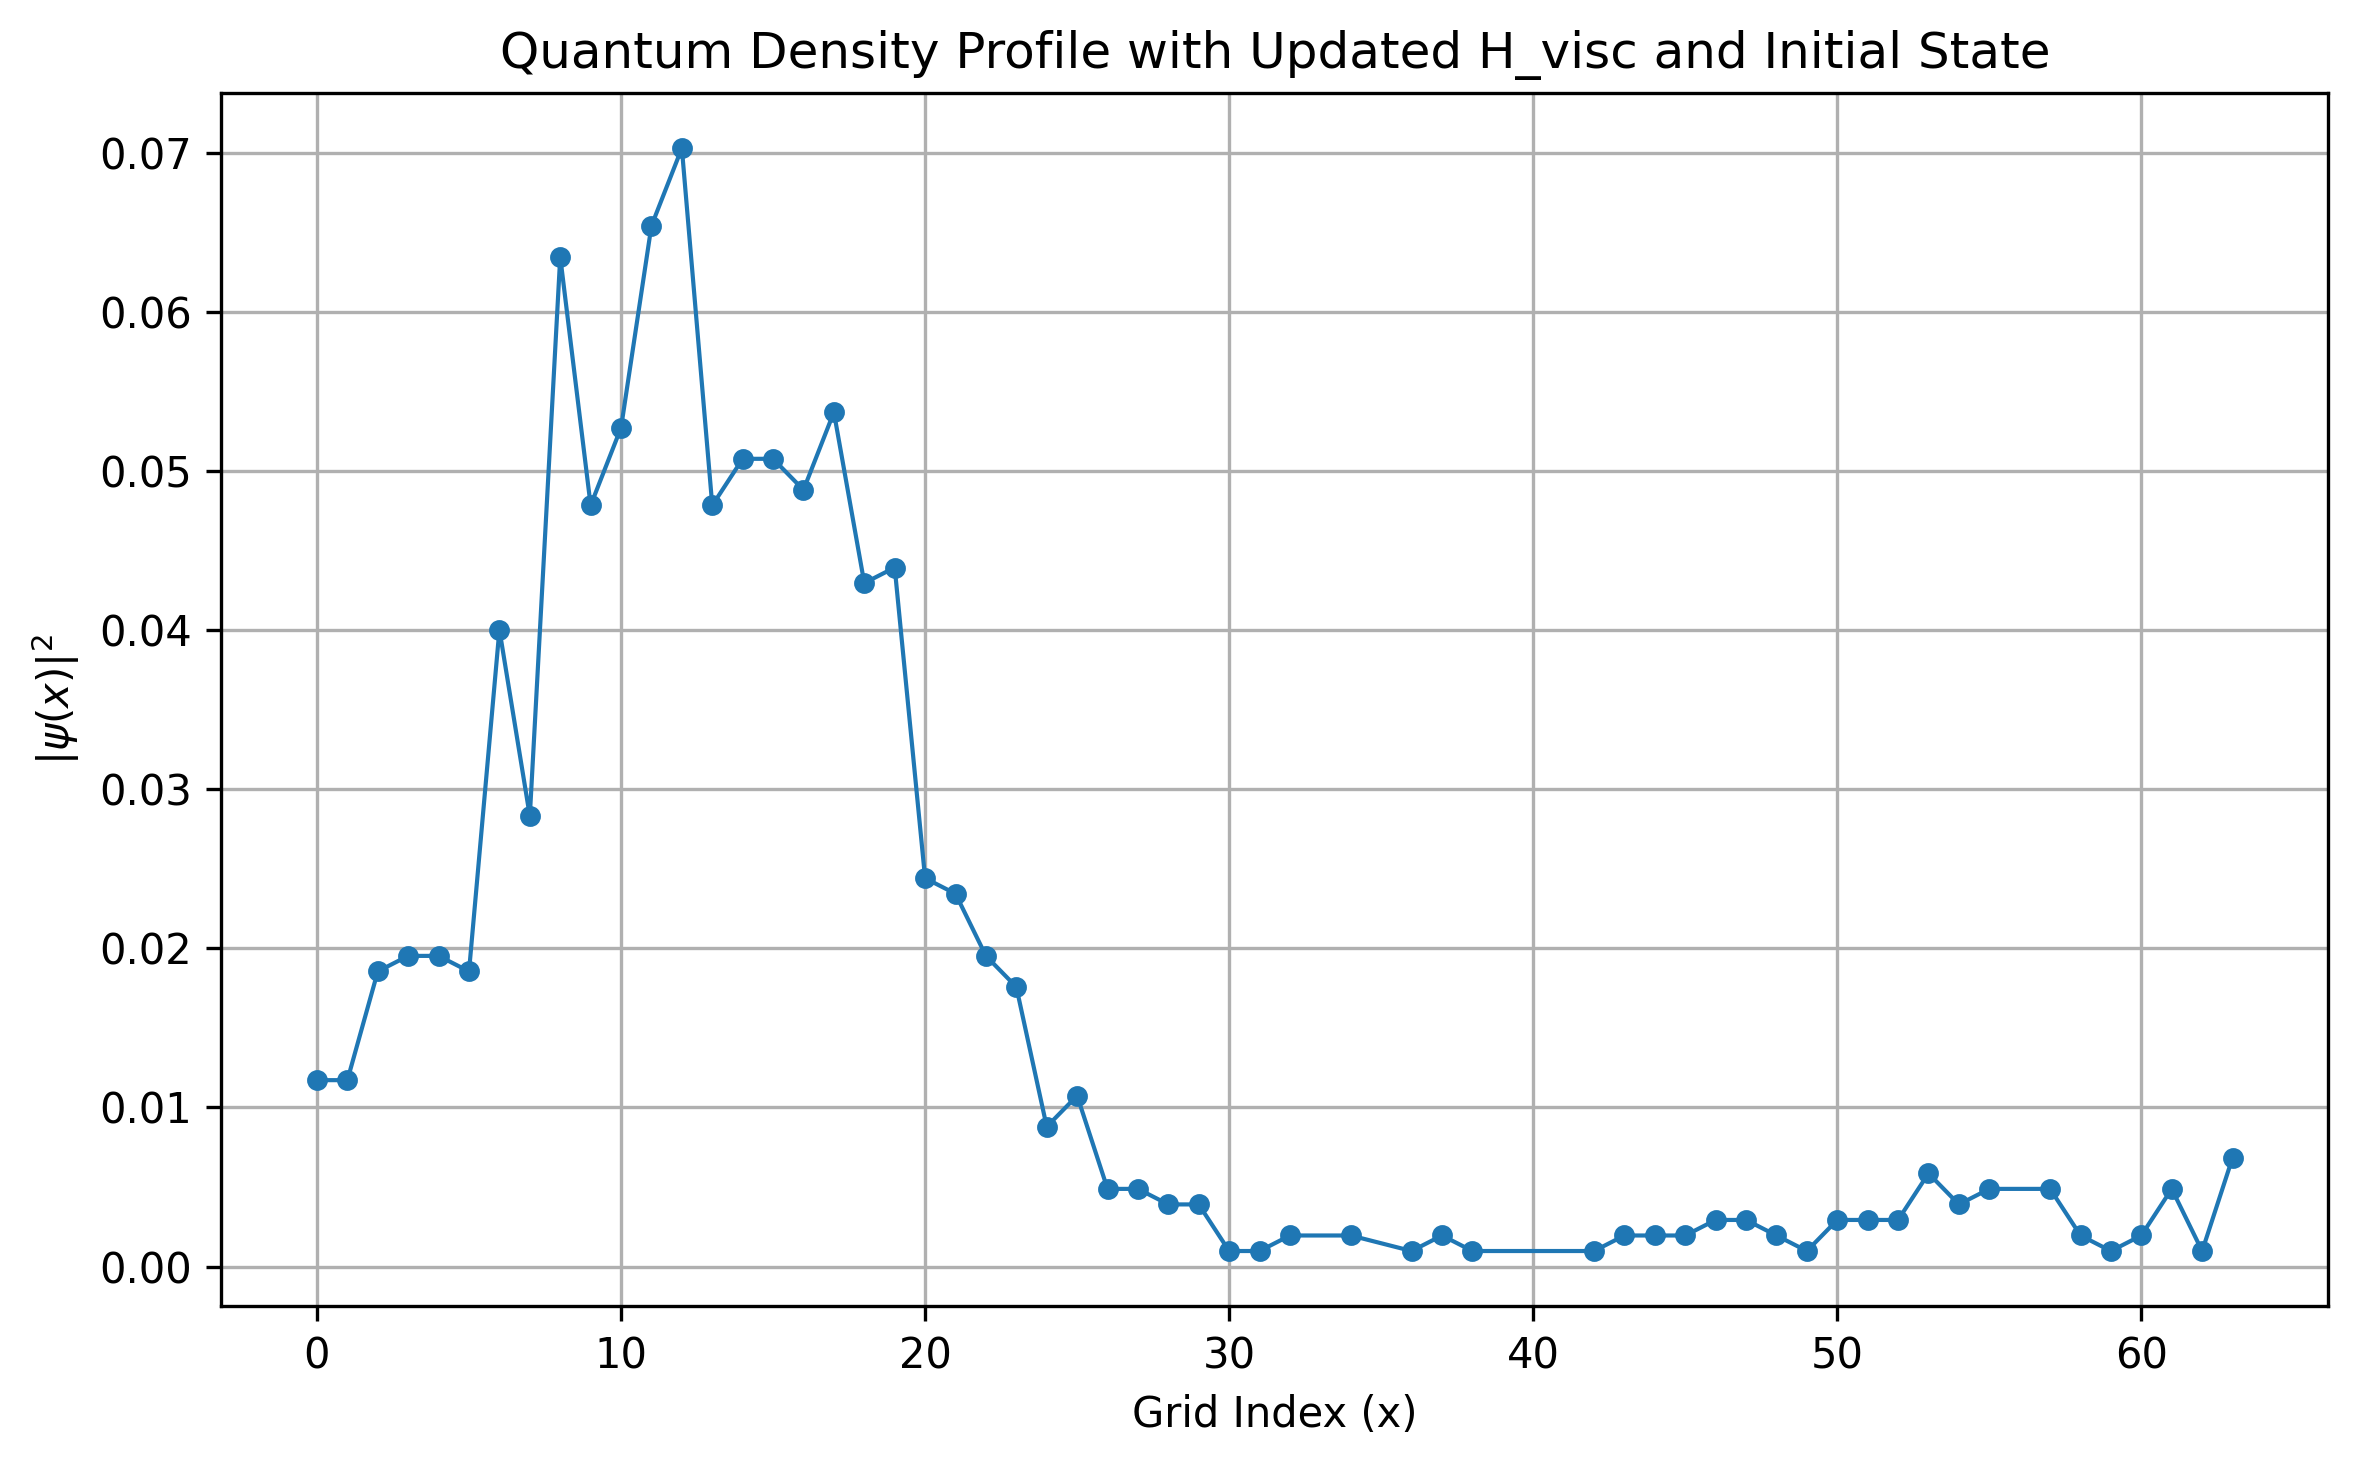 Quantum Density Profile with Updated H_visc and Initial State
|ψ(x)|²
0.07
0.06
0.05
0.04
0.03
0.02
0.01
0.00
0 10 20 30 40 50 60
Grid Index (x)